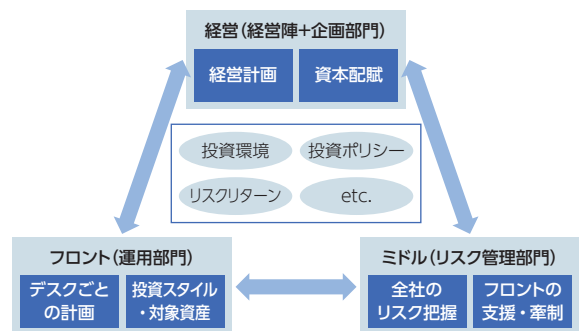 経営(経営陣+企画部門)
経営計画
資本配賦
投資環境
投資ポリシー
リスクリターン
etc.
フロント(運用部門)
デスクごと
の計画
投資スタイル
・対象資産
ミドル(リスク管理部門)
全社の
リスク把握
フロントの
支援・牽制